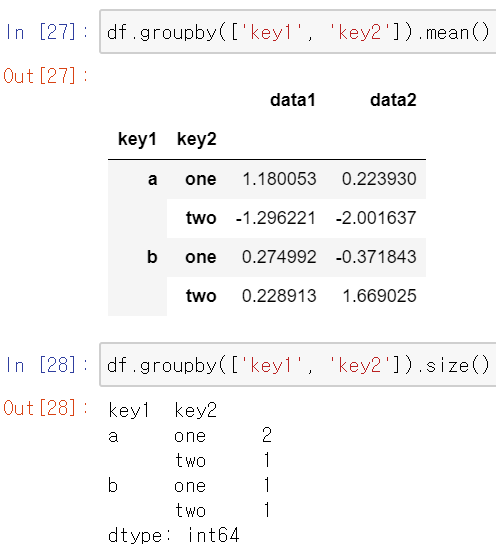 In [27]: df.groupby(['key1', 'key2']).mean()
Out[27]:
data1 data2
key1 key2
a one 1.180053 0.223930
two -1.296221 -2.001637
b one 0.274992 -0.371843
two 0.228913 1.669025
In [28]: df.groupby(['key1', 'key2']).size()
Out[28]: key1 key2
a one 2
two 1
b one 1
two 1
dtype: int64